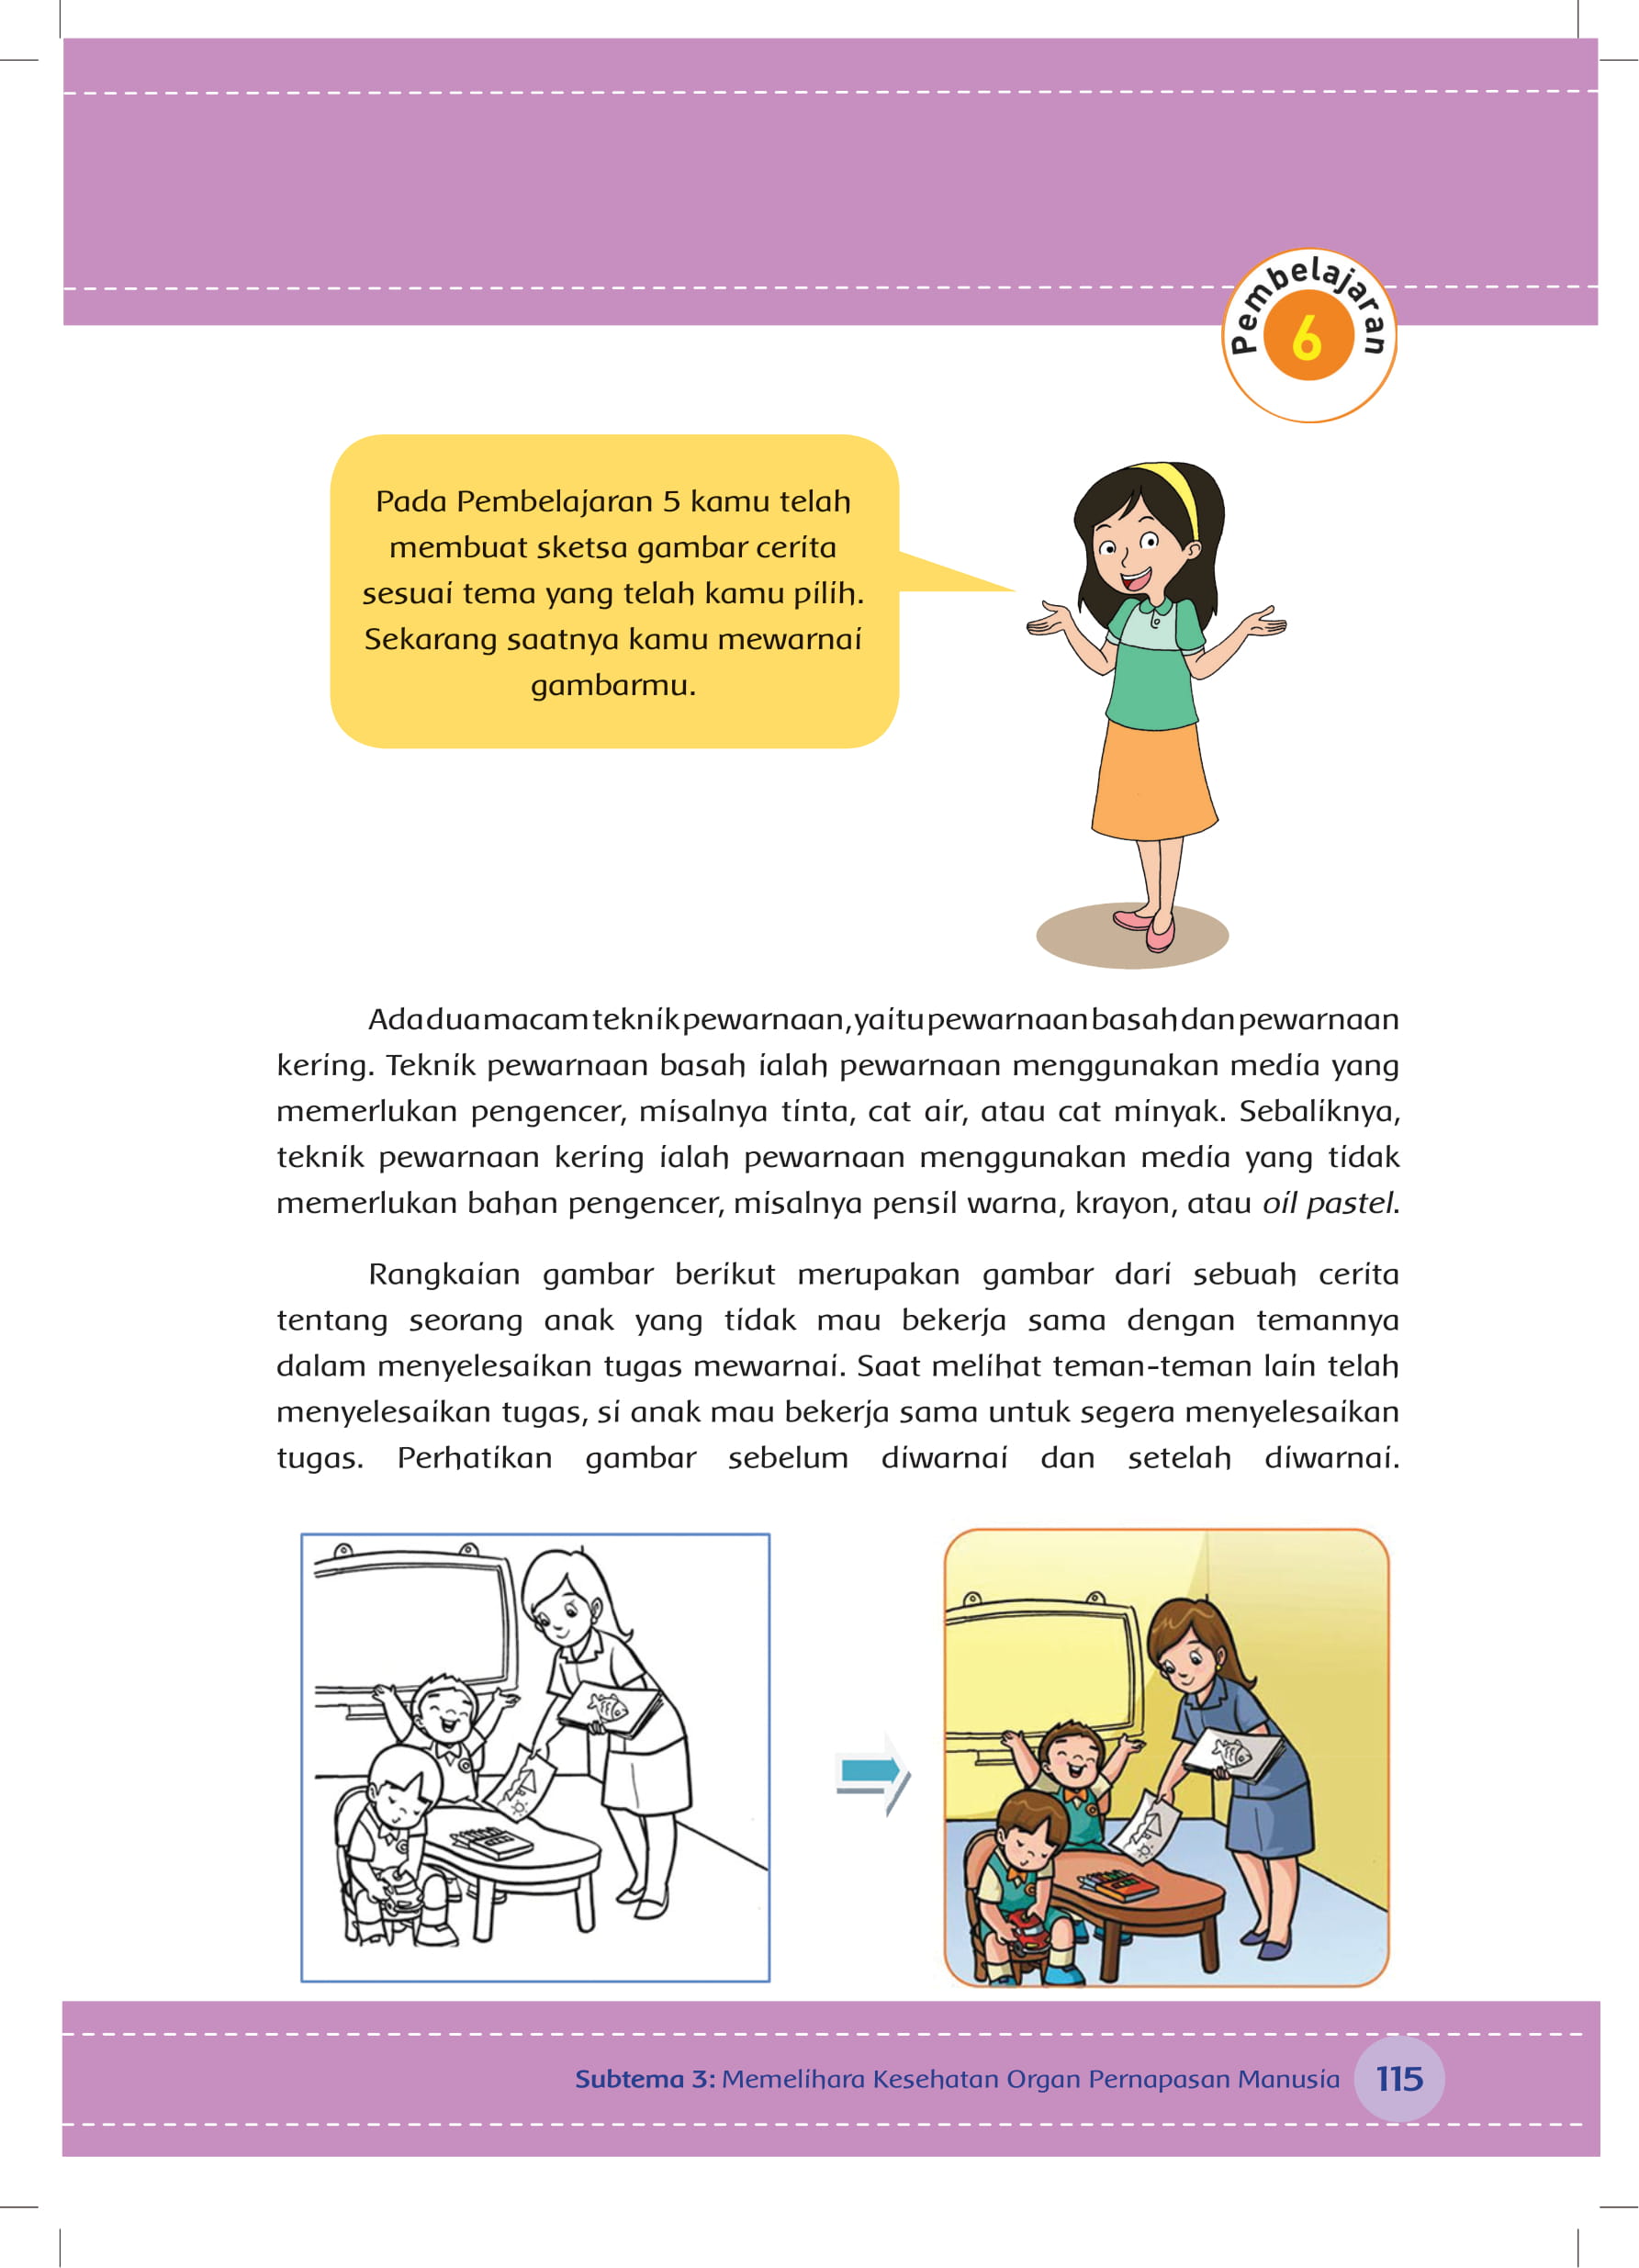 Pembelajaran
6
Pada Pembelajaran 5 kamu telah
membuat sketsa gambar cerita
sesuai tema yang telah kamu pilih.
Sekarang saatnya kamu mewarnai
gambarmu.
Ada dua macam teknik pewarnaan, yaitu pewarnaan basah dan pewarnaan
kering. Teknik pewarnaan basah ialah pewarnaan menggunakan media yang
memerlukan pengencer, misalnya tinta, cat air, atau cat minyak. Sebaliknya,
teknik pewarnaan kering ialah pewarnaan menggunakan media yang tidak
memerlukan bahan pengencer, misalnya pensil warna, krayon, atau oil pastel.
Rangkaian gambar berikut merupakan gambar dari sebuah cerita
tentang seorang anak yang tidak mau bekerja sama dengan temannya
dalam menyelesaikan tugas mewarnai. Saat melihat teman-teman lain telah
menyelesaikan tugas, si anak mau bekerja sama untuk segera menyelesaikan
tugas. Perhatikan gambar sebelum diwarnai dan setelah diwarnai.
Subtema 3: Memelihara Kesehatan Organ Pernapasan Manusia
115